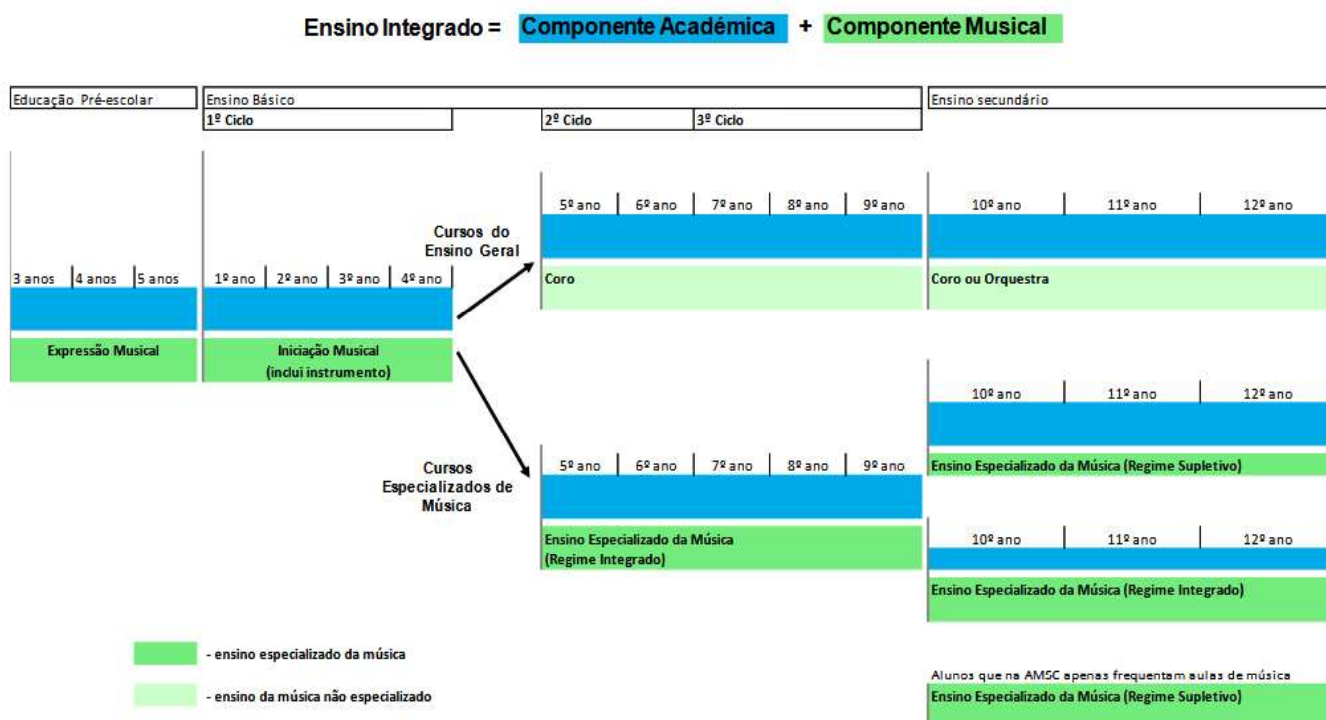 Ensino Integrado = Componente Académica + Componente Musical
Educação Pré-escolar
Ensino Básico
Ensino secundário
1º Ciclo
2º Ciclo
3º Ciclo
5º ano 6º ano 7º ano 8º ano 9º ano
10º ano 11º ano 12º ano
Cursos do
Ensino Geral
Coro
Coro ou Orquestra
3 anos 4 anos 5 anos
1º ano 2º ano 3º ano 4º ano
Expressão Musical
Iniciação Musical
(inclui instrumento)
10º ano 11º ano 12º ano
Ensino Especializado da Música (Regime Supletivo)
Cursos
Especializados de
Música
5º ano 6º ano 7º ano 8º ano 9º ano
Ensino Especializado da Música
(Regime Integrado)
10º ano 11º ano 12º ano
Ensino Especializado da Música (Regime Integrado)
- ensino especializado da música
- ensino da música não especializado
Alunos que na AMSC apenas frequentam aulas de música
Ensino Especializado da Música (Regime Supletivo)